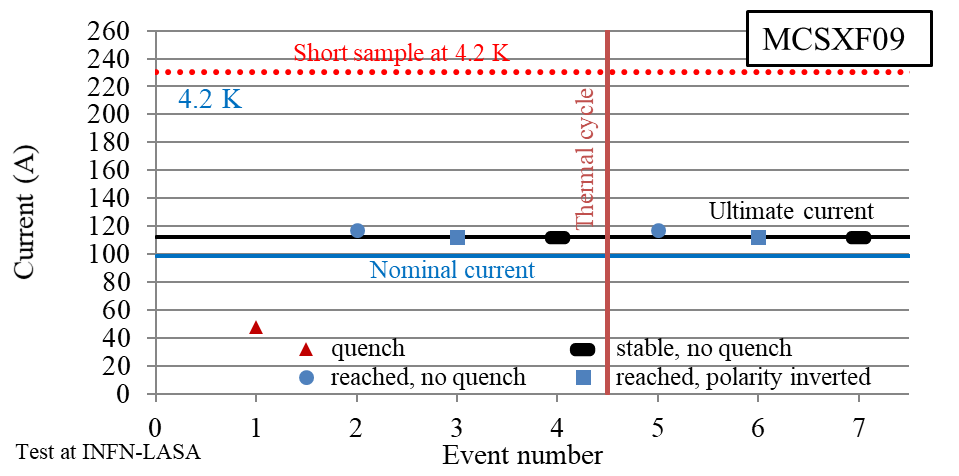 MCSXF09
260
240
220
200
180
160
140
120
100
80
60
40
20
0
Current (A)
Short sample at 4.2 K
4.2 K
Thermal cycle
Ultimate current
Nominal current
quench
stable, no quench
reached, no quench
reached, polarity inverted
0 1 2 3 4 5 6 7
Event number
Test at INFN-LASA